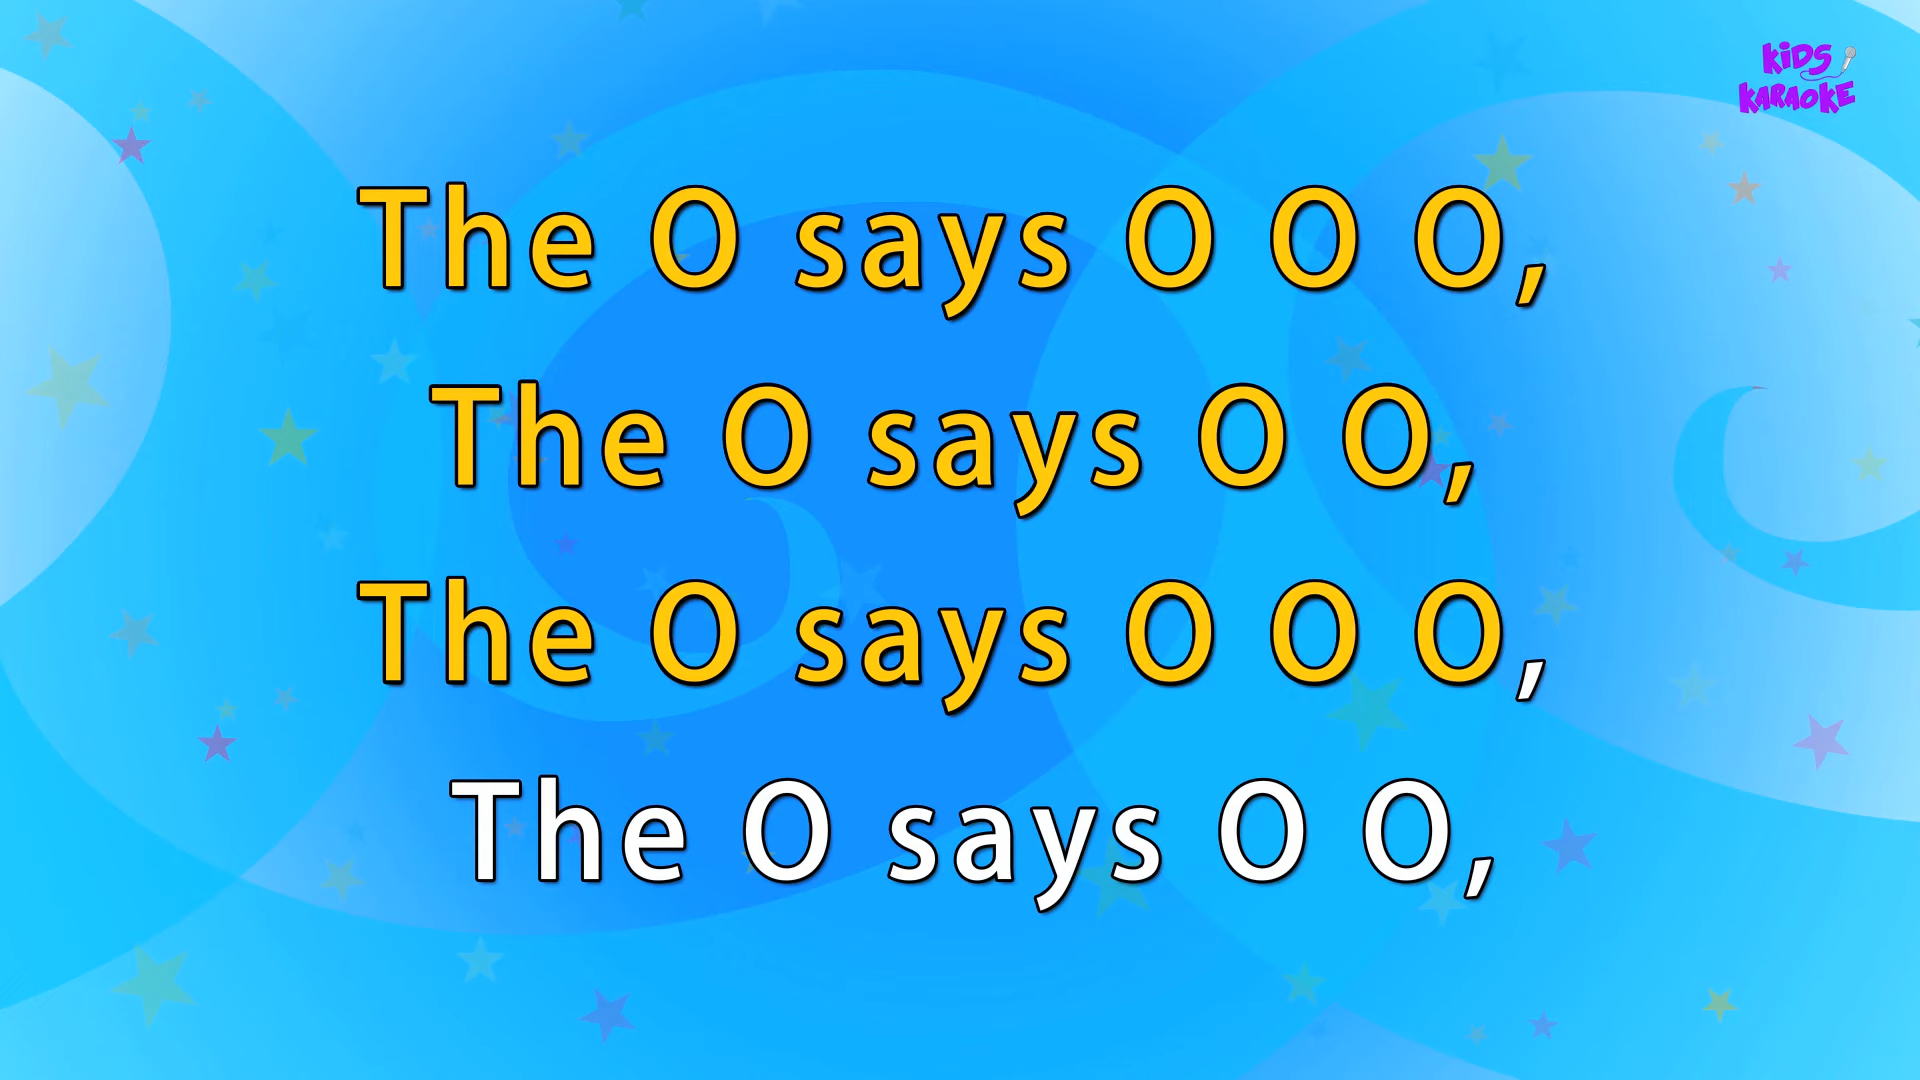 KiDS
KARAOKE
The O says O O O,
The O says O O,
The O says O O O,
The O says O O,